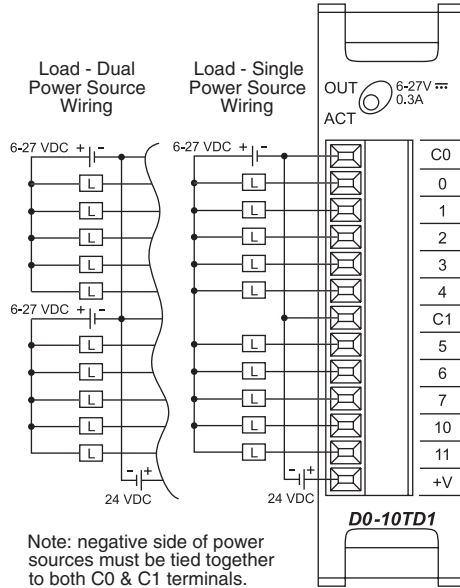 Load - Dual
Power Source
Wiring
Load - Single
Power Source
Wiring
OUT
6-27V
0.3A
ACT
6-27 VDC + -
L
L
L
L
L
6-27 VDC + -
L
L
L
L
L
- +
24 VDC
6-27 VDC + -
L
L
L
L
L
L
L
L
L
L
- +
24 VDC
C0
0
1
2
3
4
C1
5
6
7
10
11
+V
D0-10TD1
Note: negative side of power
sources must be tied together
to both C0 & C1 terminals.